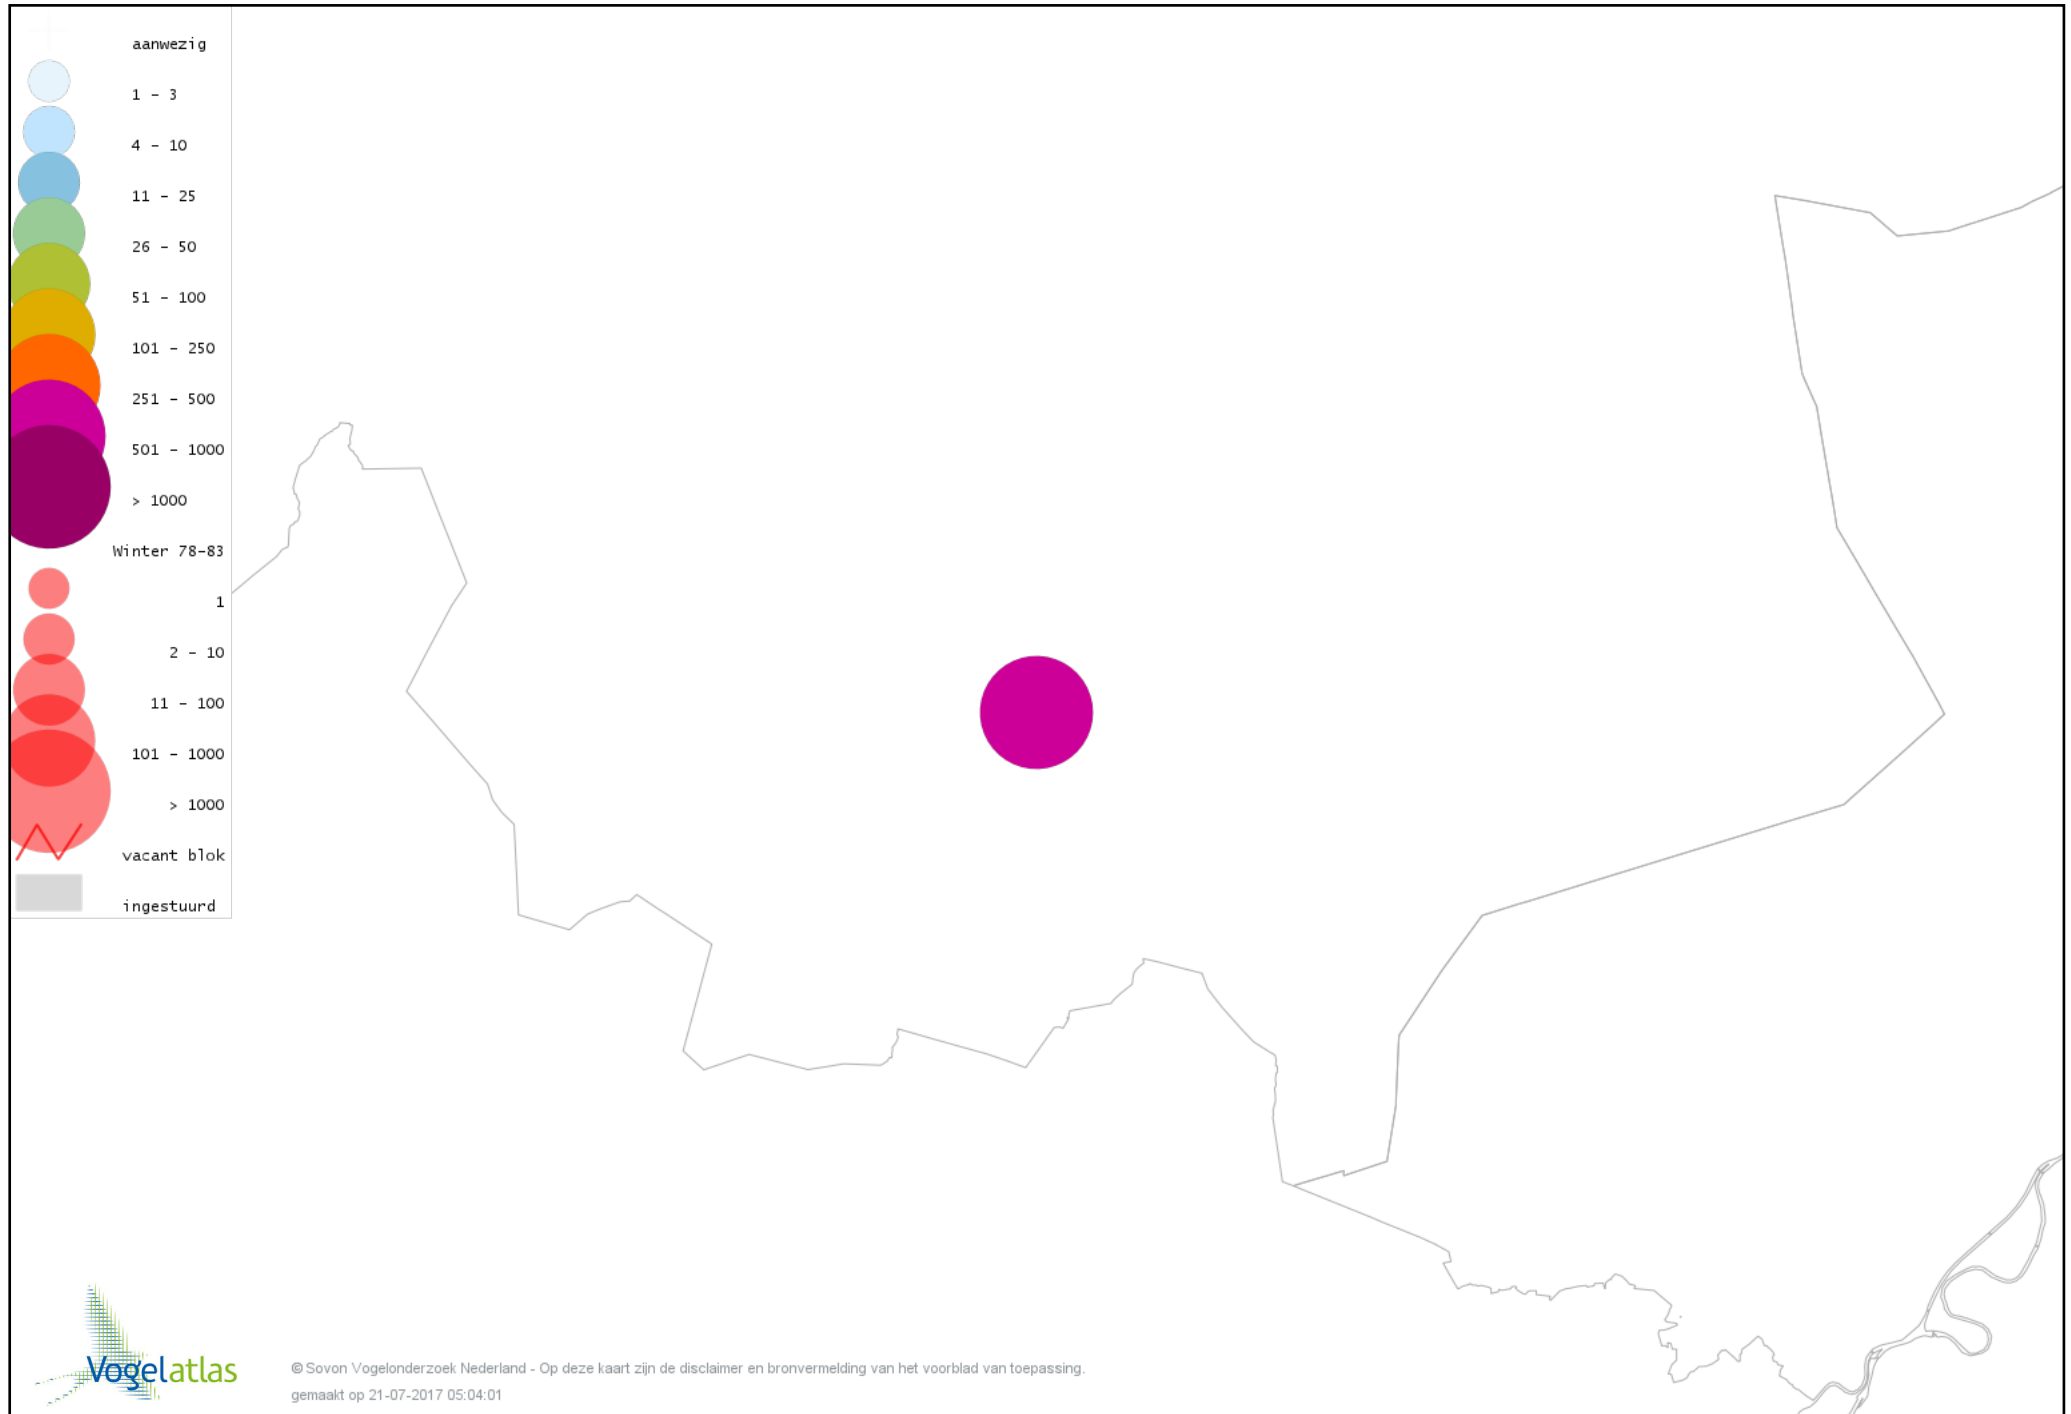 aanwezig
1 - 3
4 - 10
11 - 25
26 - 50
51 - 100
101 - 250
251 - 500
501 - 1000
> 1000
Winter 78-83
1
2 - 10
11 - 100
101 - 1000
> 1000
vacant blok
ingestuurd
Vogelatlas
© Sovon Vogelonderzoek Nederland - Op deze kaart zijn de disclaimer en bronvermelding van het voorblad van toepassing.
gemaakt op 21-07-2017 05:04:01